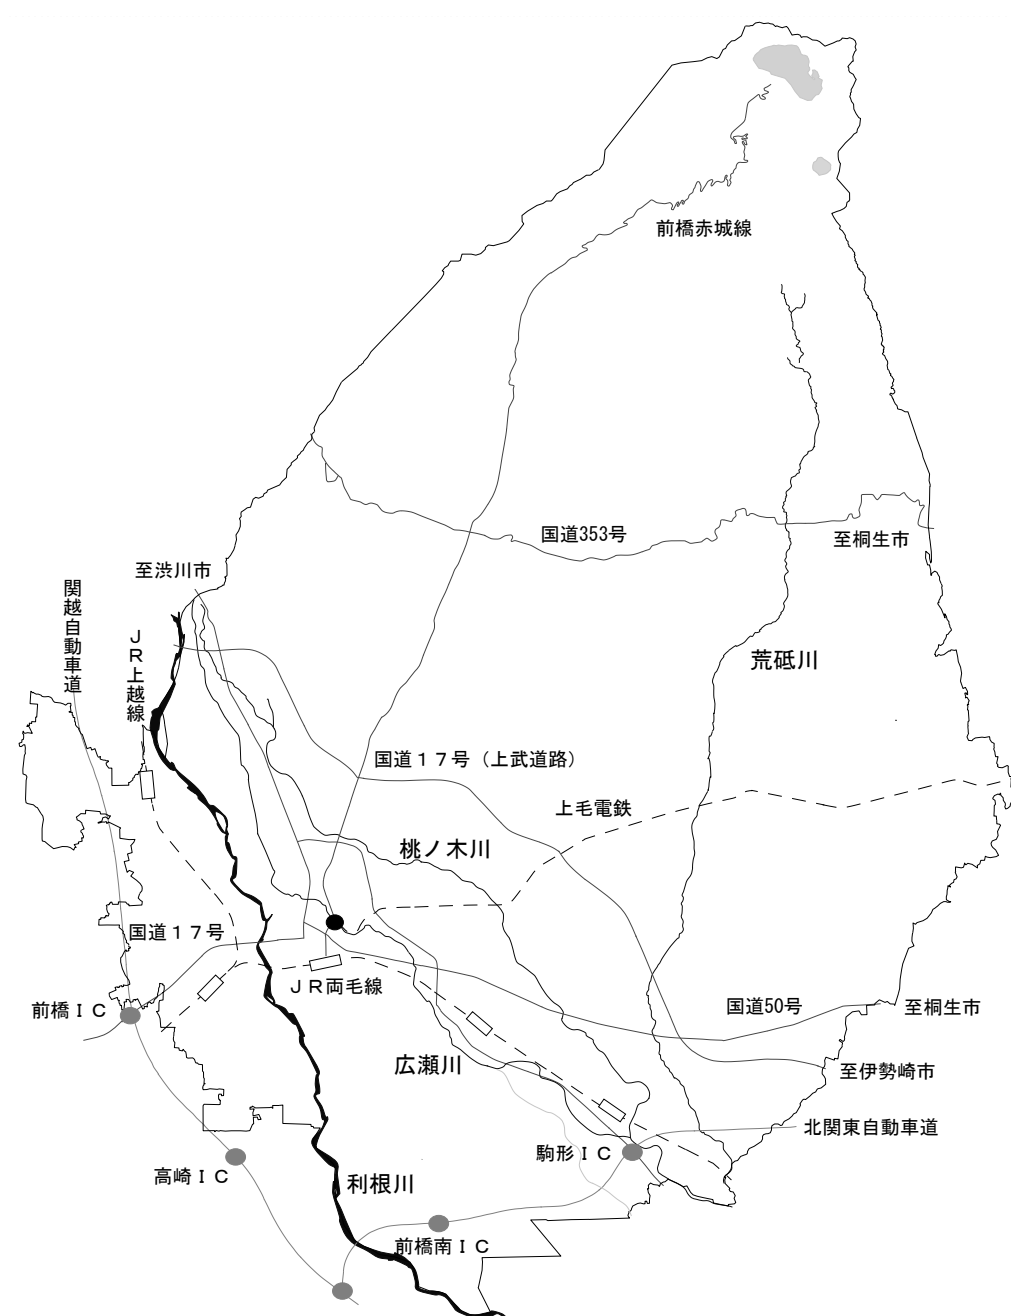 前橋赤城線
国道353号
至桐生市
至渋川市
関越自動車道
ＪＲ上越線
荒砥川
国道１７号（上武道路）
上毛電鉄
桃ノ木川
国道１７号
ＪＲ両毛線
前橋ＩＣ
国道50号
至桐生市
広瀬川
至伊勢崎市
北関東自動車道
駒形ＩＣ
高崎ＩＣ
利根川
前橋南ＩＣ